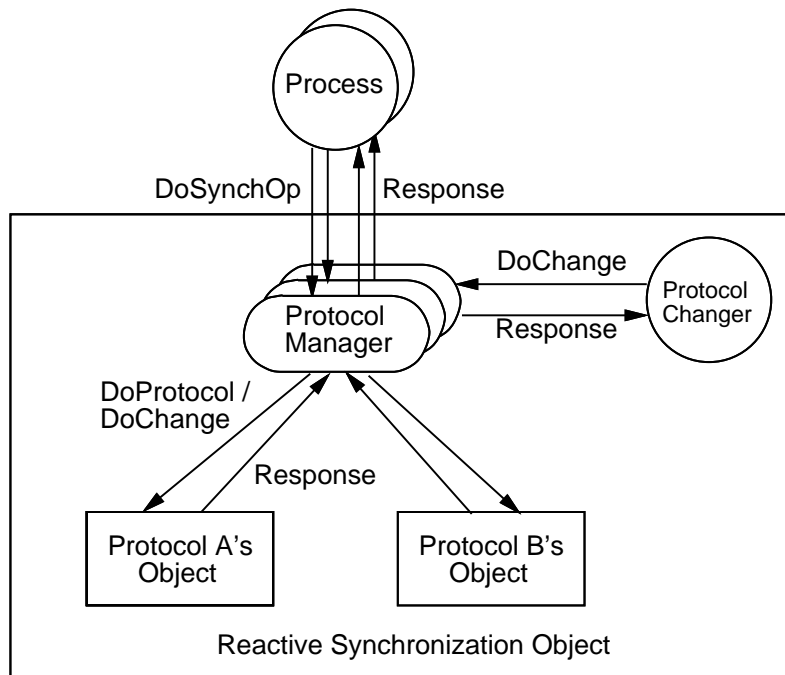 Process
DoSynchOp
Response
DoChange
Protocol
Changer
Response
Protocol
Manager
DoProtocol /
DoChange
Response
Protocol A's
Object
Protocol B's
Object
Reactive Synchronization Object